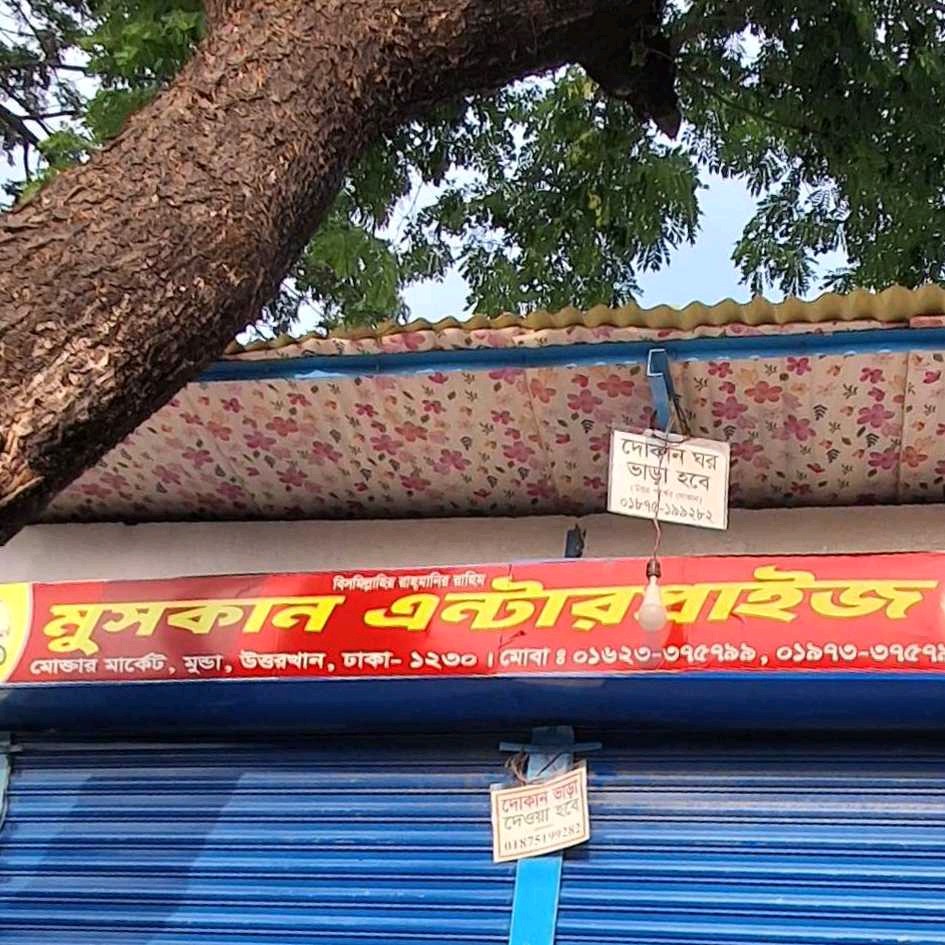 দোকান ঘর
ভাড়া হবে
০১৮৭৫-১৯৯২৮২
বিসমিল্লাহির রাহমানির রাহিম
মুসকান এন্টারপ্রাইজ
মোক্তার মার্কেট, মুন্ডা, উত্তরখান, ঢাকা- ১২৩০ । মোবা ঃ ০১৬২৩-৩৭৫৭৯৯, ০১৯৭৩-৩৭৫৭৯
দোকান ভাড়া
দেওয়া হবে
01875199282